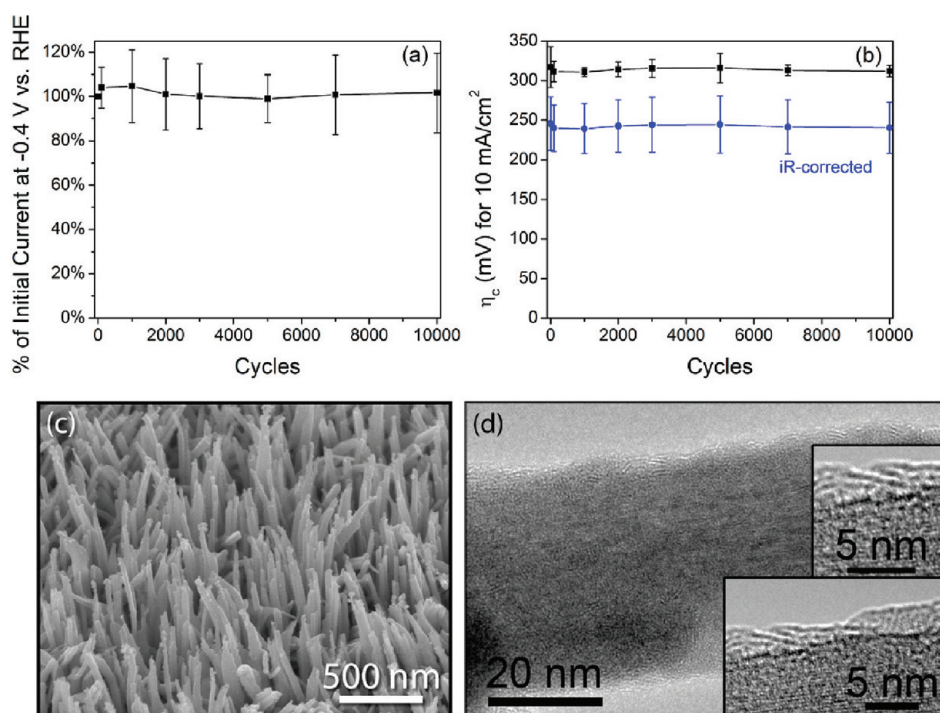 % of Initial Current at -0.4 V vs. RHE
120%
100%
80%
60%
40%
20%
0%
(a)
0 2000 4000 6000 8000 10000
Cycles
η_c (mV) for 10 mA/cm²
350
300
250
200
150
100
50
0
(b)
iR-corrected
0 2000 4000 6000 8000 10000
Cycles
(c)
500 nm
(d)
20 nm
5 nm
5 nm